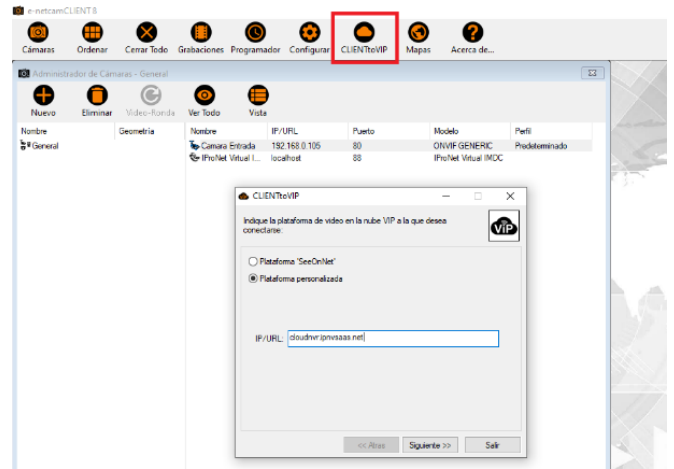 e-netcamCLIENT 8
Cámaras Ordenar Cerrar Todo Grabaciones Programador Configurar CLIENTtoVIP Mapas Acerca de...
Administrador de Cámaras - General
Nuevo Eliminar Video-Ronda Ver Todo Vista
Nombre Geometría Nombre IP/URL Puerto Modelo Perfil
General Camara Entrada 192.168.0.105 80 ONVIF GENERIC Predeterminado
IProNet Virtual I... localhost 88 IProNet Virtual IMDC
CLIENTtoVIP
Indique la plataforma de video en la nube VIP a la que desea
conectarse:
ViP
Plataforma 'SeeOnNet'
Plataforma personalizada
IP/URL: cloudnvr.ipnvsaas.net
<< Atras Siguiente >> Salir